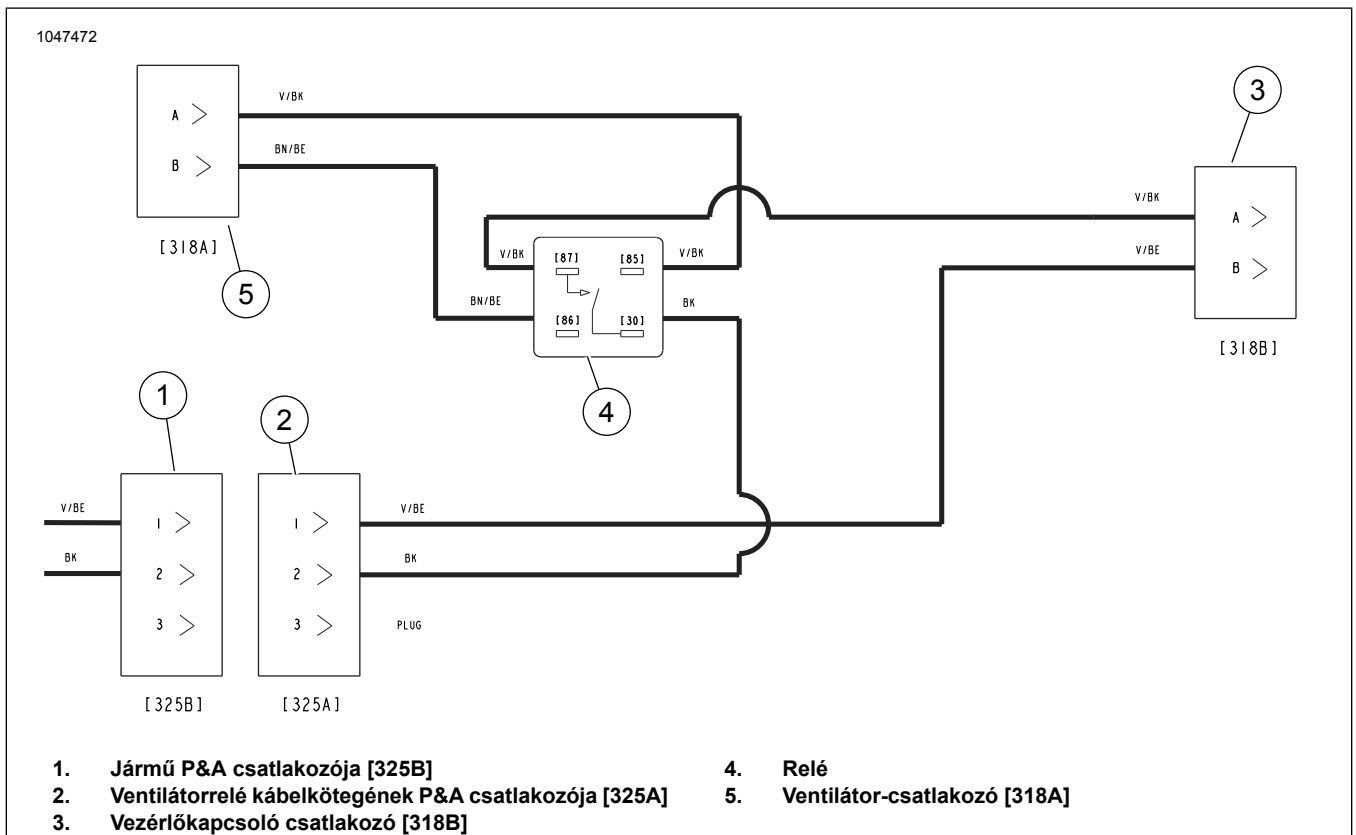 1047472
V/BK
A
BN/BE
B
[318A]
5
3
V/BK
A
V/BE
B
[318B]
V/BK
[87]
[85]
V/BK
BN/BE
[86]
[30]
BK
4
1
2
V/BE
1
BK
2
3
[325B]
1
V/BE
2
BK
3
PLUG
[325A]
1. Jármű P&A csatlakozója [325B]
2. Ventilátorrelé kábelkötegének P&A csatlakozója [325A]
3. Vezérlőkapcsoló csatlakozó [318B]
4. Relé
5. Ventilátor-csatlakozó [318A]